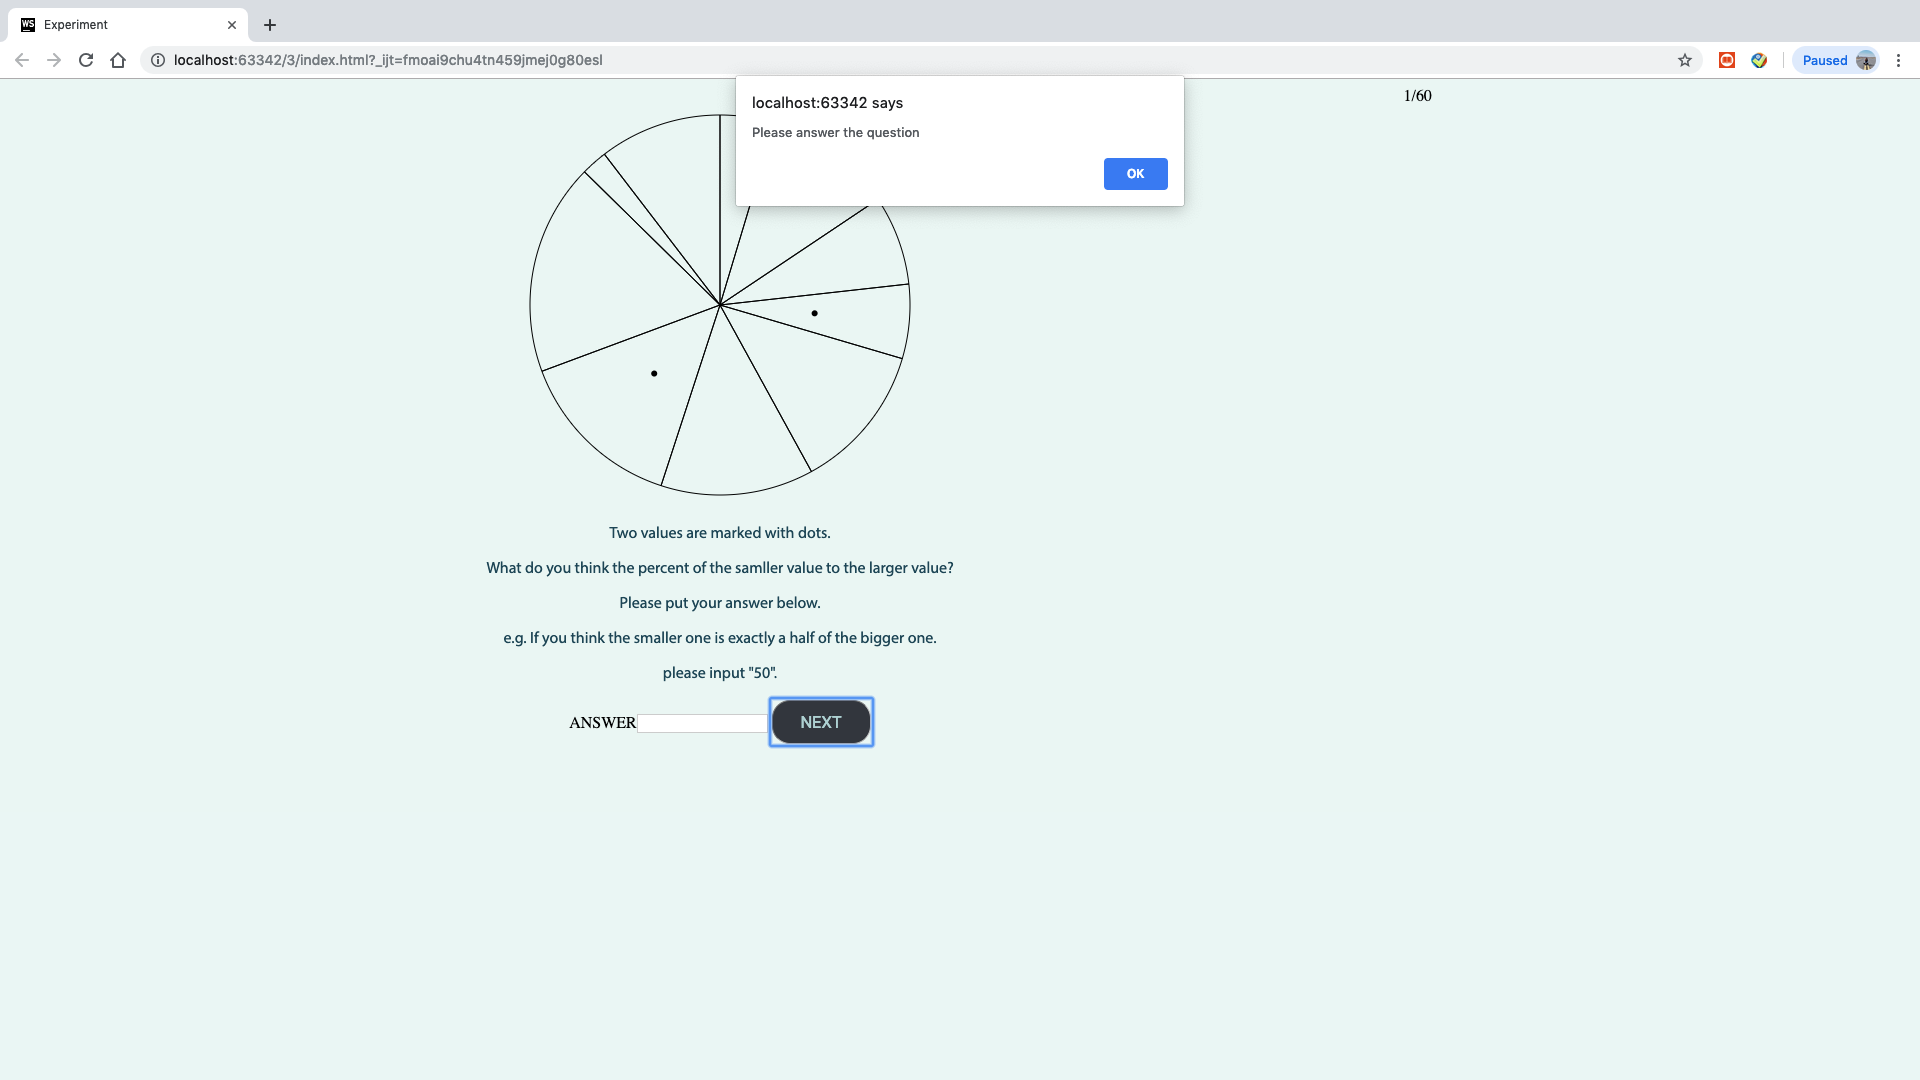 WS Experiment
localhost:63342/3/index.html?_ijt=fmoai9chu4tn459jmej0g80esl
Paused
localhost:63342 says
Please answer the question
OK
1/60
Two values are marked with dots.
What do you think the percent of the samller value to the larger value?
Please put your answer below.
e.g. If you think the smaller one is exactly a half of the bigger one.
please input "50".
ANSWER NEXT